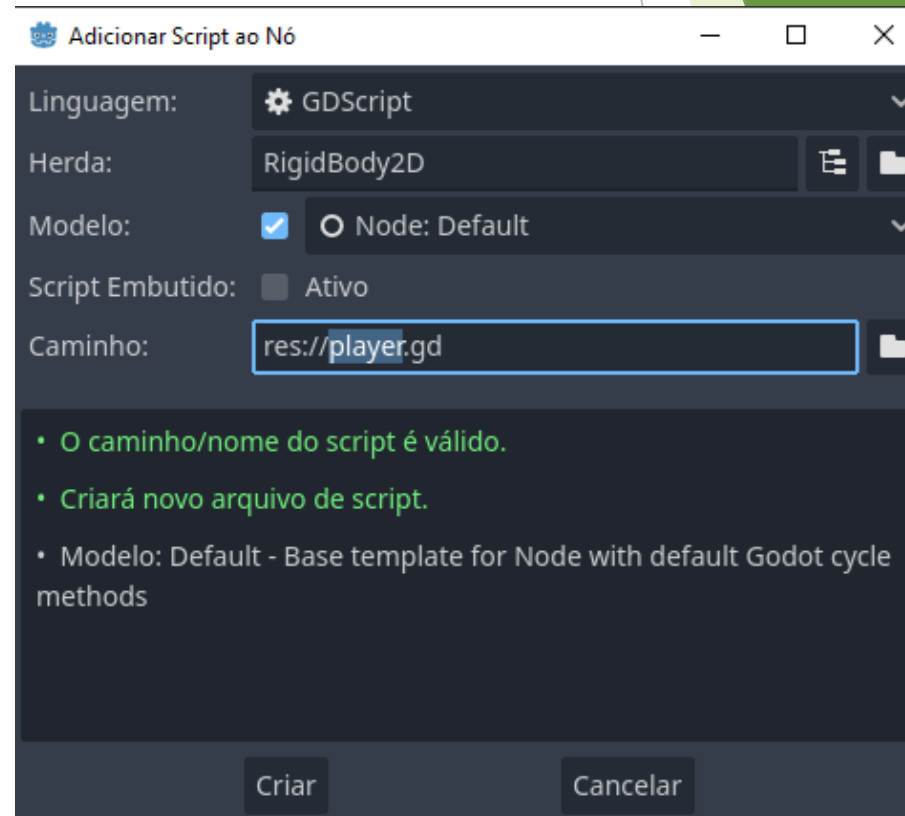 Adicionar Script ao Nó
Linguagem: GDScript
Herda: RigidBody2D
Modelo: Node: Default
Script Embutido: Ativo
Caminho: res://player.gd
• O caminho/nome do script é válido.
• Criará novo arquivo de script.
• Modelo: Default - Base template for Node with default Godot cycle
methods
Criar Cancelar